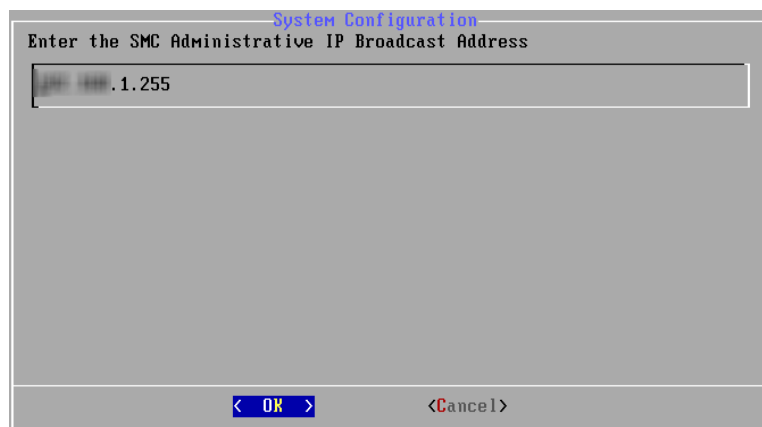 System Configuration
Enter the SMC Administrative IP Broadcast Address
.1.255
< OK > <Cancel>